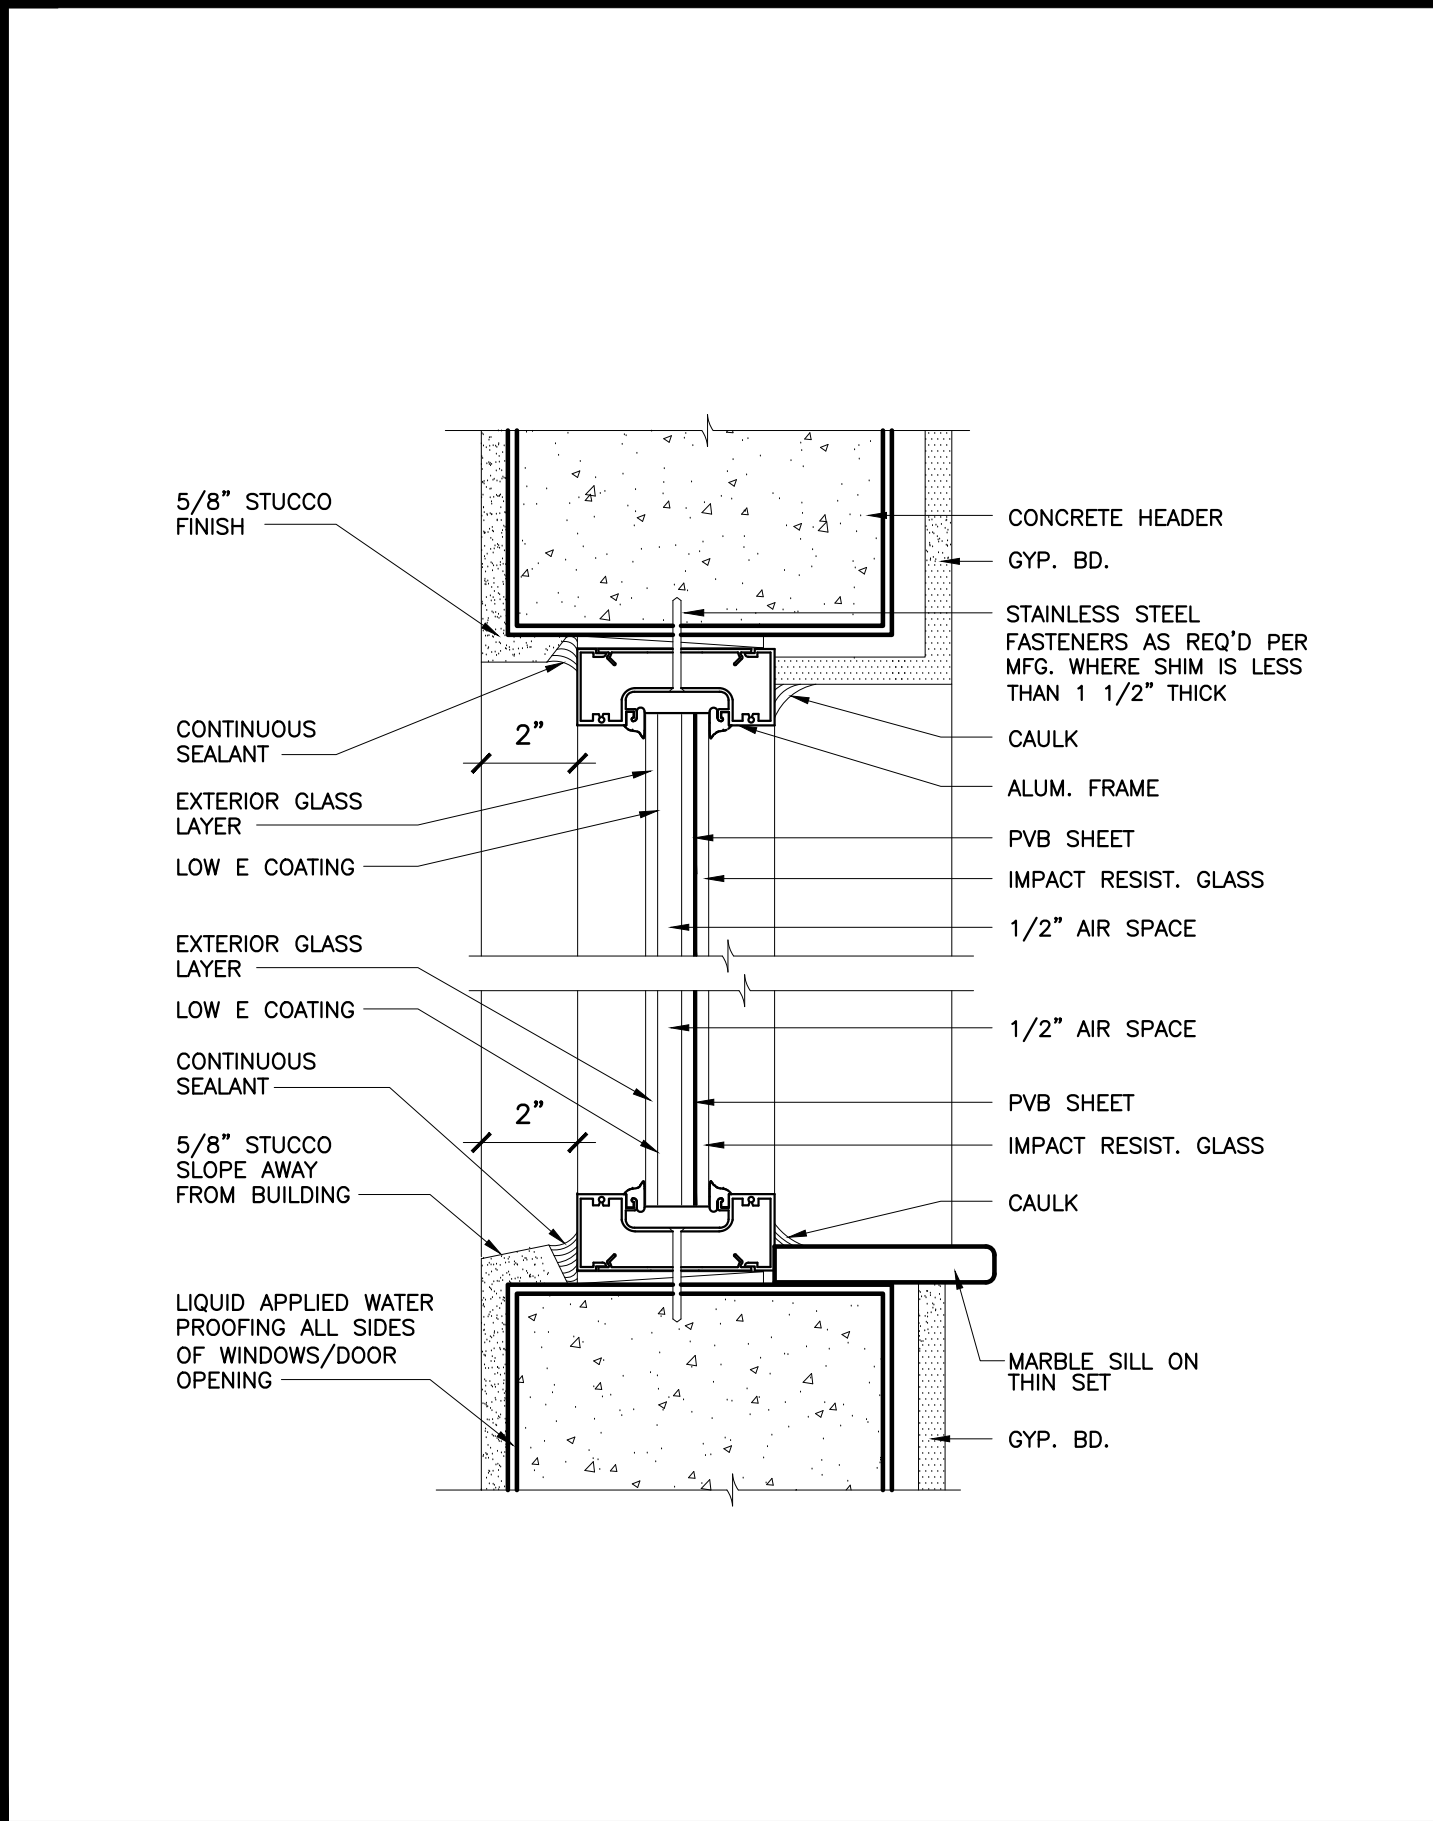 5/8” STUCCO
FINISH
CONTINUOUS
SEALANT
2”
EXTERIOR GLASS
LAYER
LOW E COATING
EXTERIOR GLASS
LAYER
LOW E COATING
CONTINUOUS
SEALANT
2”
5/8” STUCCO
SLOPE AWAY
FROM BUILDING
LIQUID APPLIED WATER
PROOFING ALL SIDES
OF WINDOWS/DOOR
OPENING
CONCRETE HEADER
GYP. BD.
STAINLESS STEEL
FASTENERS AS REQ’D PER
MFG. WHERE SHIM IS LESS
THAN 1 1/2” THICK
CAULK
ALUM. FRAME
PVB SHEET
IMPACT RESIST. GLASS
1/2” AIR SPACE
1/2” AIR SPACE
PVB SHEET
IMPACT RESIST. GLASS
CAULK
MARBLE SILL ON
THIN SET
GYP. BD.